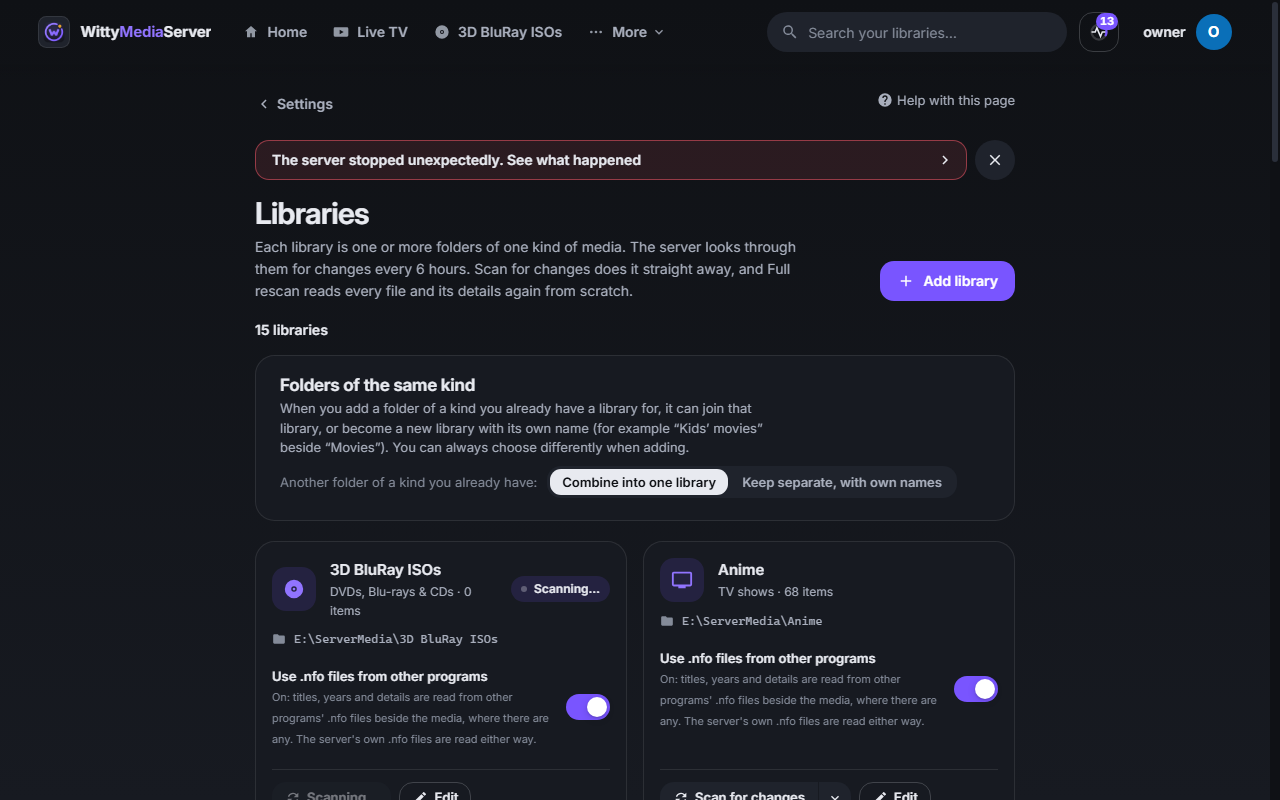 WittyMediaServer
Home
Live TV
3D BluRay ISOs
More
Search your libraries...
13
owner
O
Settings
Help with this page
The server stopped unexpectedly. See what happened
Libraries
Each library is one or more folders of one kind of media. The server looks through
them for changes every 6 hours. Scan for changes does it straight away, and Full
rescan reads every file and its details again from scratch.
Add library
15 libraries
Folders of the same kind
When you add a folder of a kind you already have a library for, it can join that
library, or become a new library with its own name (for example “Kids’ movies”
beside “Movies”). You can always choose differently when adding.
Another folder of a kind you already have:
Combine into one library
Keep separate, with own names
3D BluRay ISOs
DVDs, Blu-rays & CDs · 0
items
Scanning...
E:\ServerMedia\3D BluRay ISOs
Use .nfo files from other programs
On: titles, years and details are read from other
programs' .nfo files beside the media, where there are
any. The server's own .nfo files are read either way.
Scanning
Edit
Anime
TV shows · 68 items
E:\ServerMedia\Anime
Use .nfo files from other programs
On: titles, years and details are read from other
programs' .nfo files beside the media, where there are
any. The server's own .nfo files are read either way.
Scan for changes
Edit